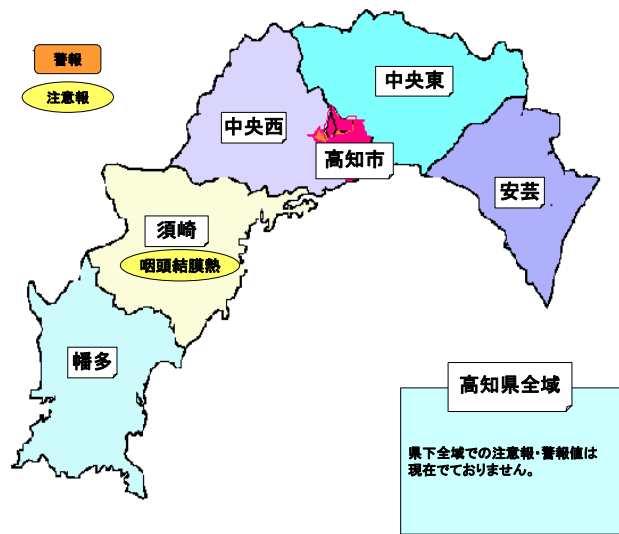 警報
注意報
中央東
中央西
高知市
安芸
須崎
咽頭結膜熱
幡多
高知県全域
県下全域での注意報・警報値は
現在でておりません。